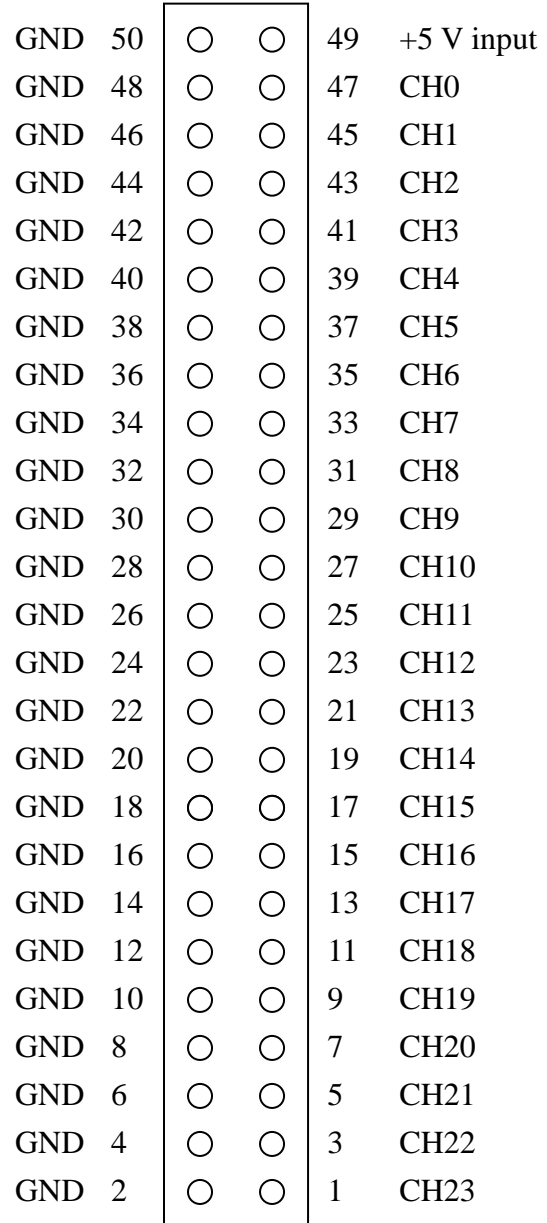 GND 50 49 +5 V input
GND 48 47 CH0
GND 46 45 CH1
GND 44 43 CH2
GND 42 41 CH3
GND 40 39 CH4
GND 38 37 CH5
GND 36 35 CH6
GND 34 33 CH7
GND 32 31 CH8
GND 30 29 CH9
GND 28 27 CH10
GND 26 25 CH11
GND 24 23 CH12
GND 22 21 CH13
GND 20 19 CH14
GND 18 17 CH15
GND 16 15 CH16
GND 14 13 CH17
GND 12 11 CH18
GND 10 9 CH19
GND 8 7 CH20
GND 6 5 CH21
GND 4 3 CH22
GND 2 1 CH23